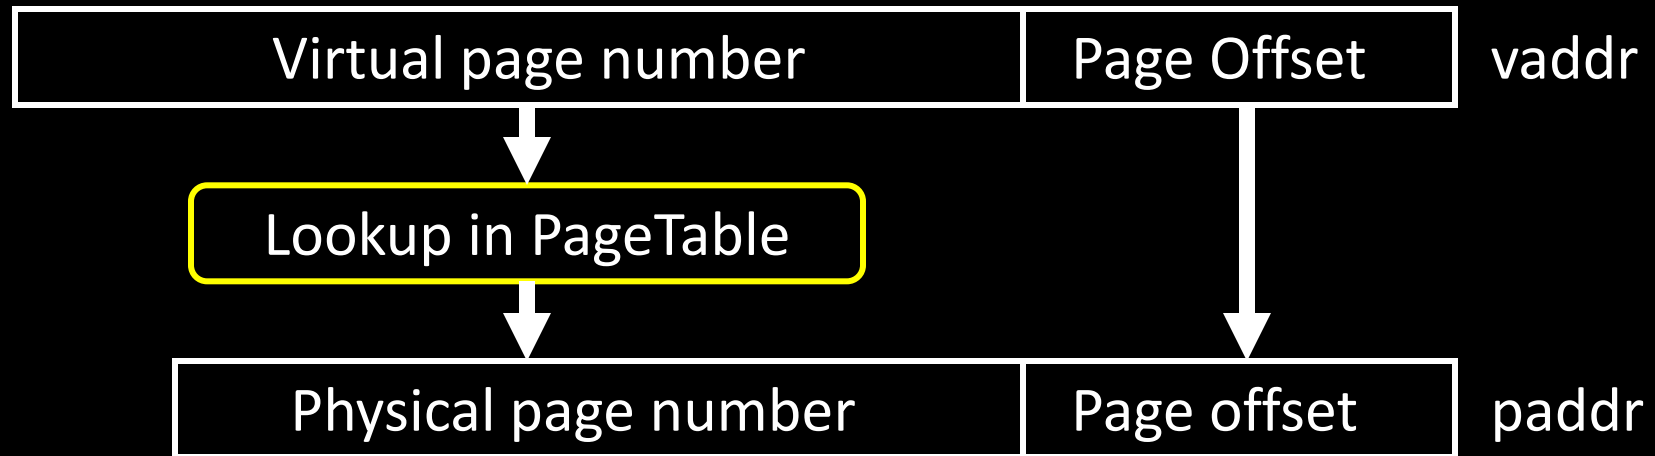 Virtual page number Page Offset vaddr
Lookup in PageTable
Physical page number Page offset paddr